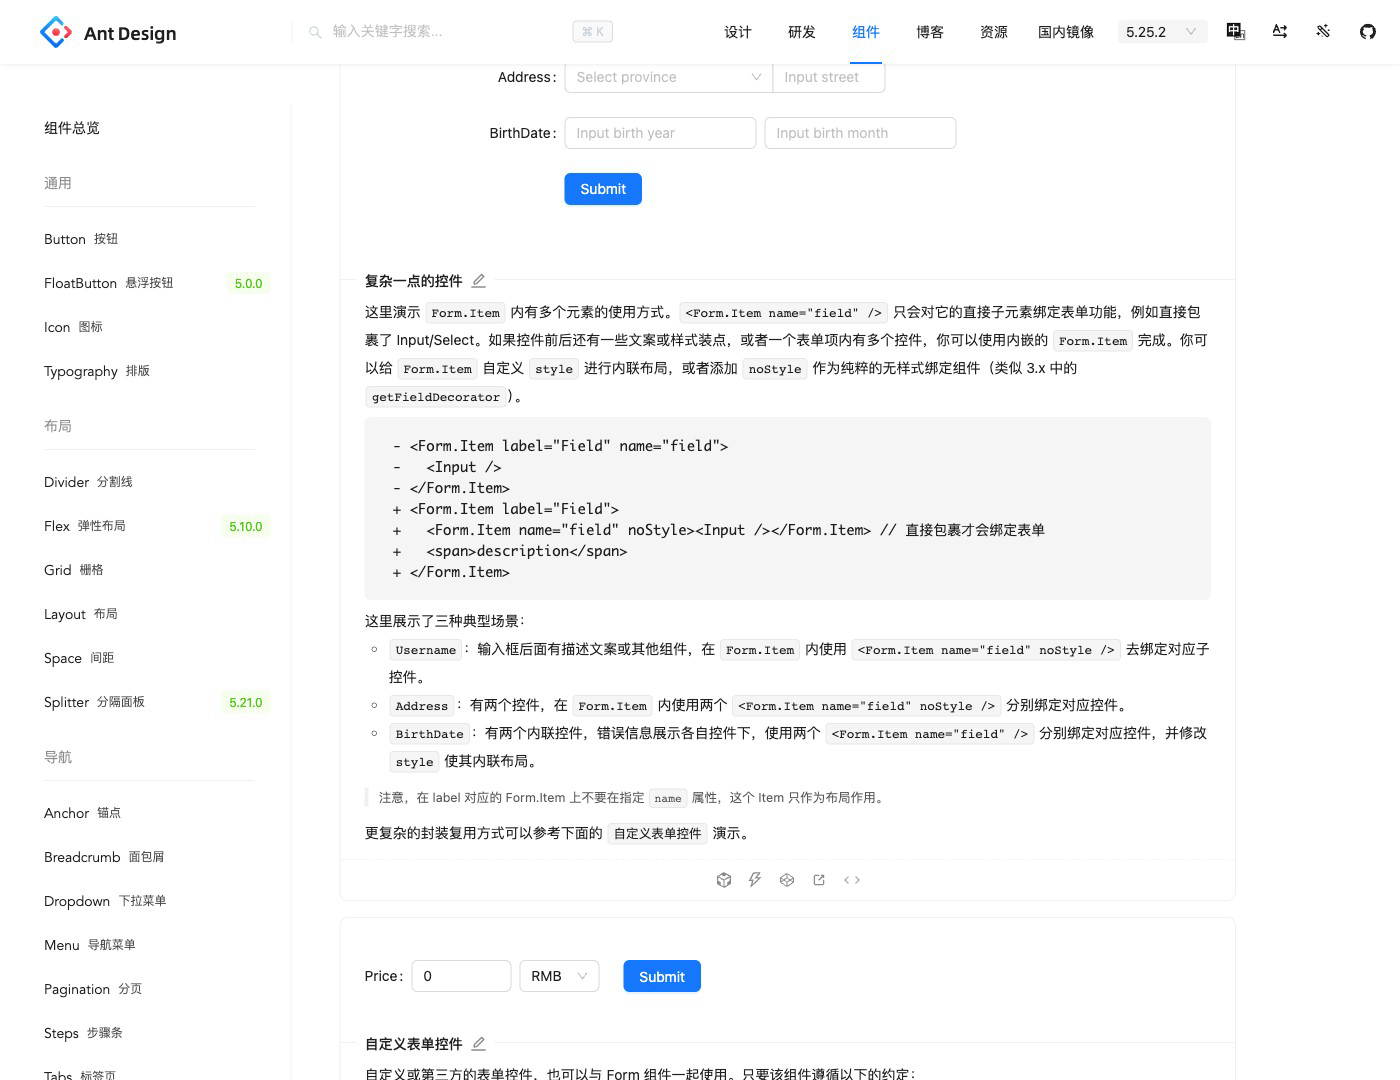 Ant Design
输入关键字搜索...
⌘ K
设计
研发
组件
博客
资源
国内镜像
5.25.2
组件总览
通用
Button 按钮
FloatButton 悬浮按钮 5.0.0
Icon 图标
Typography 排版
布局
Divider 分割线
Flex 弹性布局 5.10.0
Grid 栅格
Layout 布局
Space 间距
Splitter 分隔面板 5.21.0
导航
Anchor 锚点
Breadcrumb 面包屑
Dropdown 下拉菜单
Menu 导航菜单
Pagination 分页
Steps 步骤条
Tabs 标签页
Address: Select province Input street
BirthDate: Input birth year Input birth month
Submit
复杂一点的控件
这里演示 Form.Item 内有多个元素的使用方式。 <Form.Item name="field" /> 只会对它的直接子元素绑定表单功能，例如直接包
裹了 Input/Select。如果控件前后还有一些文案或样式装点，或者一个表单项内有多个控件，你可以使用内嵌的 Form.Item 完成。你可
以给 Form.Item 自定义 style 进行内联布局，或者添加 noStyle 作为纯粹的无样式绑定组件（类似 3.x 中的
getFieldDecorator）。
- <Form.Item label="Field" name="field">
-   <Input />
- </Form.Item>
+ <Form.Item label="Field">
+   <Form.Item name="field" noStyle><Input /></Form.Item> // 直接包裹才会绑定表单
+   <span>description</span>
+ </Form.Item>
这里展示了三种典型场景：
Username：输入框后面有描述文案或其他组件，在 Form.Item 内使用 <Form.Item name="field" noStyle /> 去绑定对应子
控件。
Address：有两个控件，在 Form.Item 内使用两个 <Form.Item name="field" noStyle /> 分别绑定对应控件。
BirthDate：有两个内联控件，错误信息展示各自控件下，使用两个 <Form.Item name="field" /> 分别绑定对应控件，并修改
style 使其内联布局。
注意，在 label 对应的 Form.Item 上不要在指定 name 属性，这个 Item 只作为布局作用。
更复杂的封装复用方式可以参考下面的 自定义表单控件 演示。
Price: 0 RMB Submit
自定义表单控件
自定义或第三方的表单控件，也可以与 Form 组件一起使用。只要该组件遵循以下的约定：